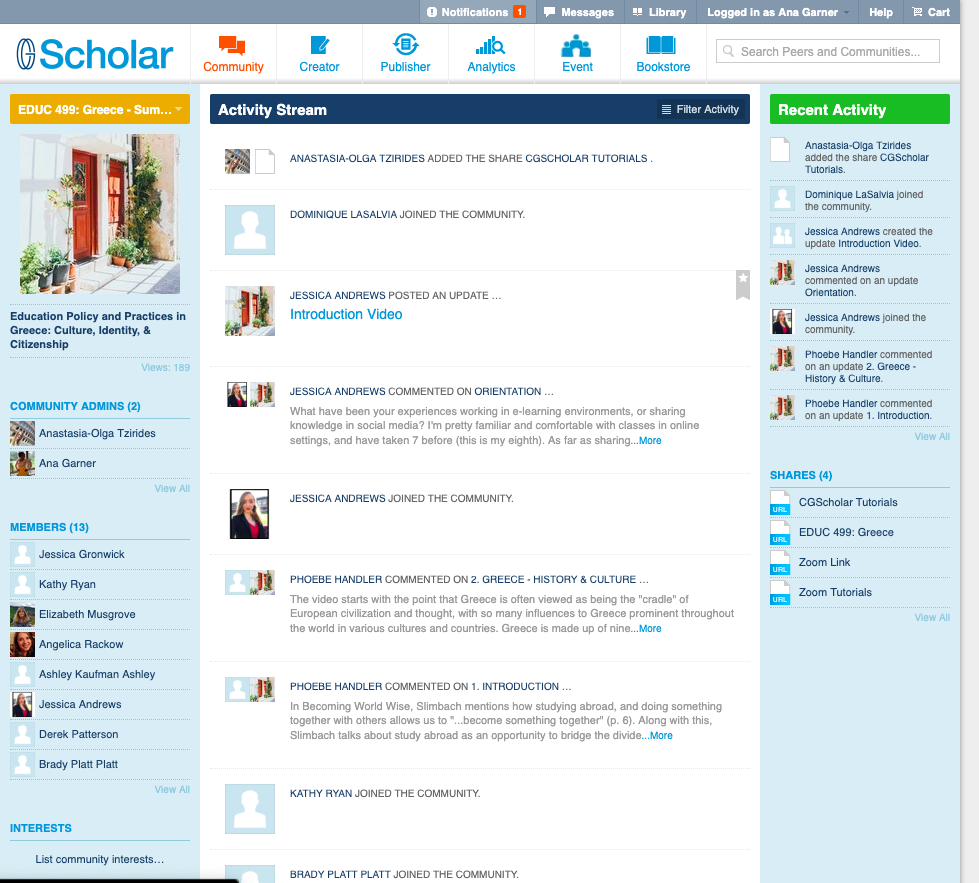 Notifications 1
Messages
Library
Logged in as Ana Garner
Help
Cart
CG Scholar
Community
Creator
Publisher
Analytics
Event
Bookstore
Search Peers and Communities...
EDUC 499: Greece - Sum...
Education Policy and Practices in
Greece: Culture, Identity, &
Citizenship
Views: 189
COMMUNITY ADMINS (2)
Anastasia-Olga Tzirides
Ana Garner
View All
MEMBERS (13)
Jessica Gronwick
Kathy Ryan
Elizabeth Musgrove
Angelica Rackow
Ashley Kaufman Ashley
Jessica Andrews
Derek Patterson
Brady Platt Platt
View All
INTERESTS
List community interests…
Activity Stream
Filter Activity
ANASTASIA-OLGA TZIRIDES ADDED THE SHARE CGSCHOLAR TUTORIALS .
DOMINIQUE LASALVIA JOINED THE COMMUNITY.
JESSICA ANDREWS POSTED AN UPDATE …
Introduction Video
JESSICA ANDREWS COMMENTED ON ORIENTATION …
What have been your experiences working in e-learning environments, or sharing
knowledge in social media? I'm pretty familiar and comfortable with classes in online
settings, and have taken 7 before (this is my eighth). As far as sharing...More
JESSICA ANDREWS JOINED THE COMMUNITY.
PHOEBE HANDLER COMMENTED ON 2. GREECE - HISTORY & CULTURE …
The video starts with the point that Greece is often viewed as being the "cradle" of
European civilization and thought, with so many influences to Greece prominent throughout
the world in various cultures and countries. Greece is made up of nine...More
PHOEBE HANDLER COMMENTED ON 1. INTRODUCTION …
In Becoming World Wise, Slimbach mentions how studying abroad, and doing something
together with others allows us to "...become something together" (p. 6). Along with this,
Slimbach talks about study abroad as an opportunity to bridge the divide...More
KATHY RYAN JOINED THE COMMUNITY.
BRADY PLATT PLATT JOINED THE COMMUNITY.
Recent Activity
Anastasia-Olga Tzirides
added the share CGScholar
Tutorials.
Dominique LaSalvia joined
the community.
Jessica Andrews created the
update Introduction Video.
Jessica Andrews
commented on an update
Orientation.
Jessica Andrews joined the
community.
Phoebe Handler commented
on an update 2. Greece -
History & Culture.
Phoebe Handler commented
on an update 1. Introduction.
View All
SHARES (4)
URL CGScholar Tutorials
URL EDUC 499: Greece
URL Zoom Link
URL Zoom Tutorials
View All